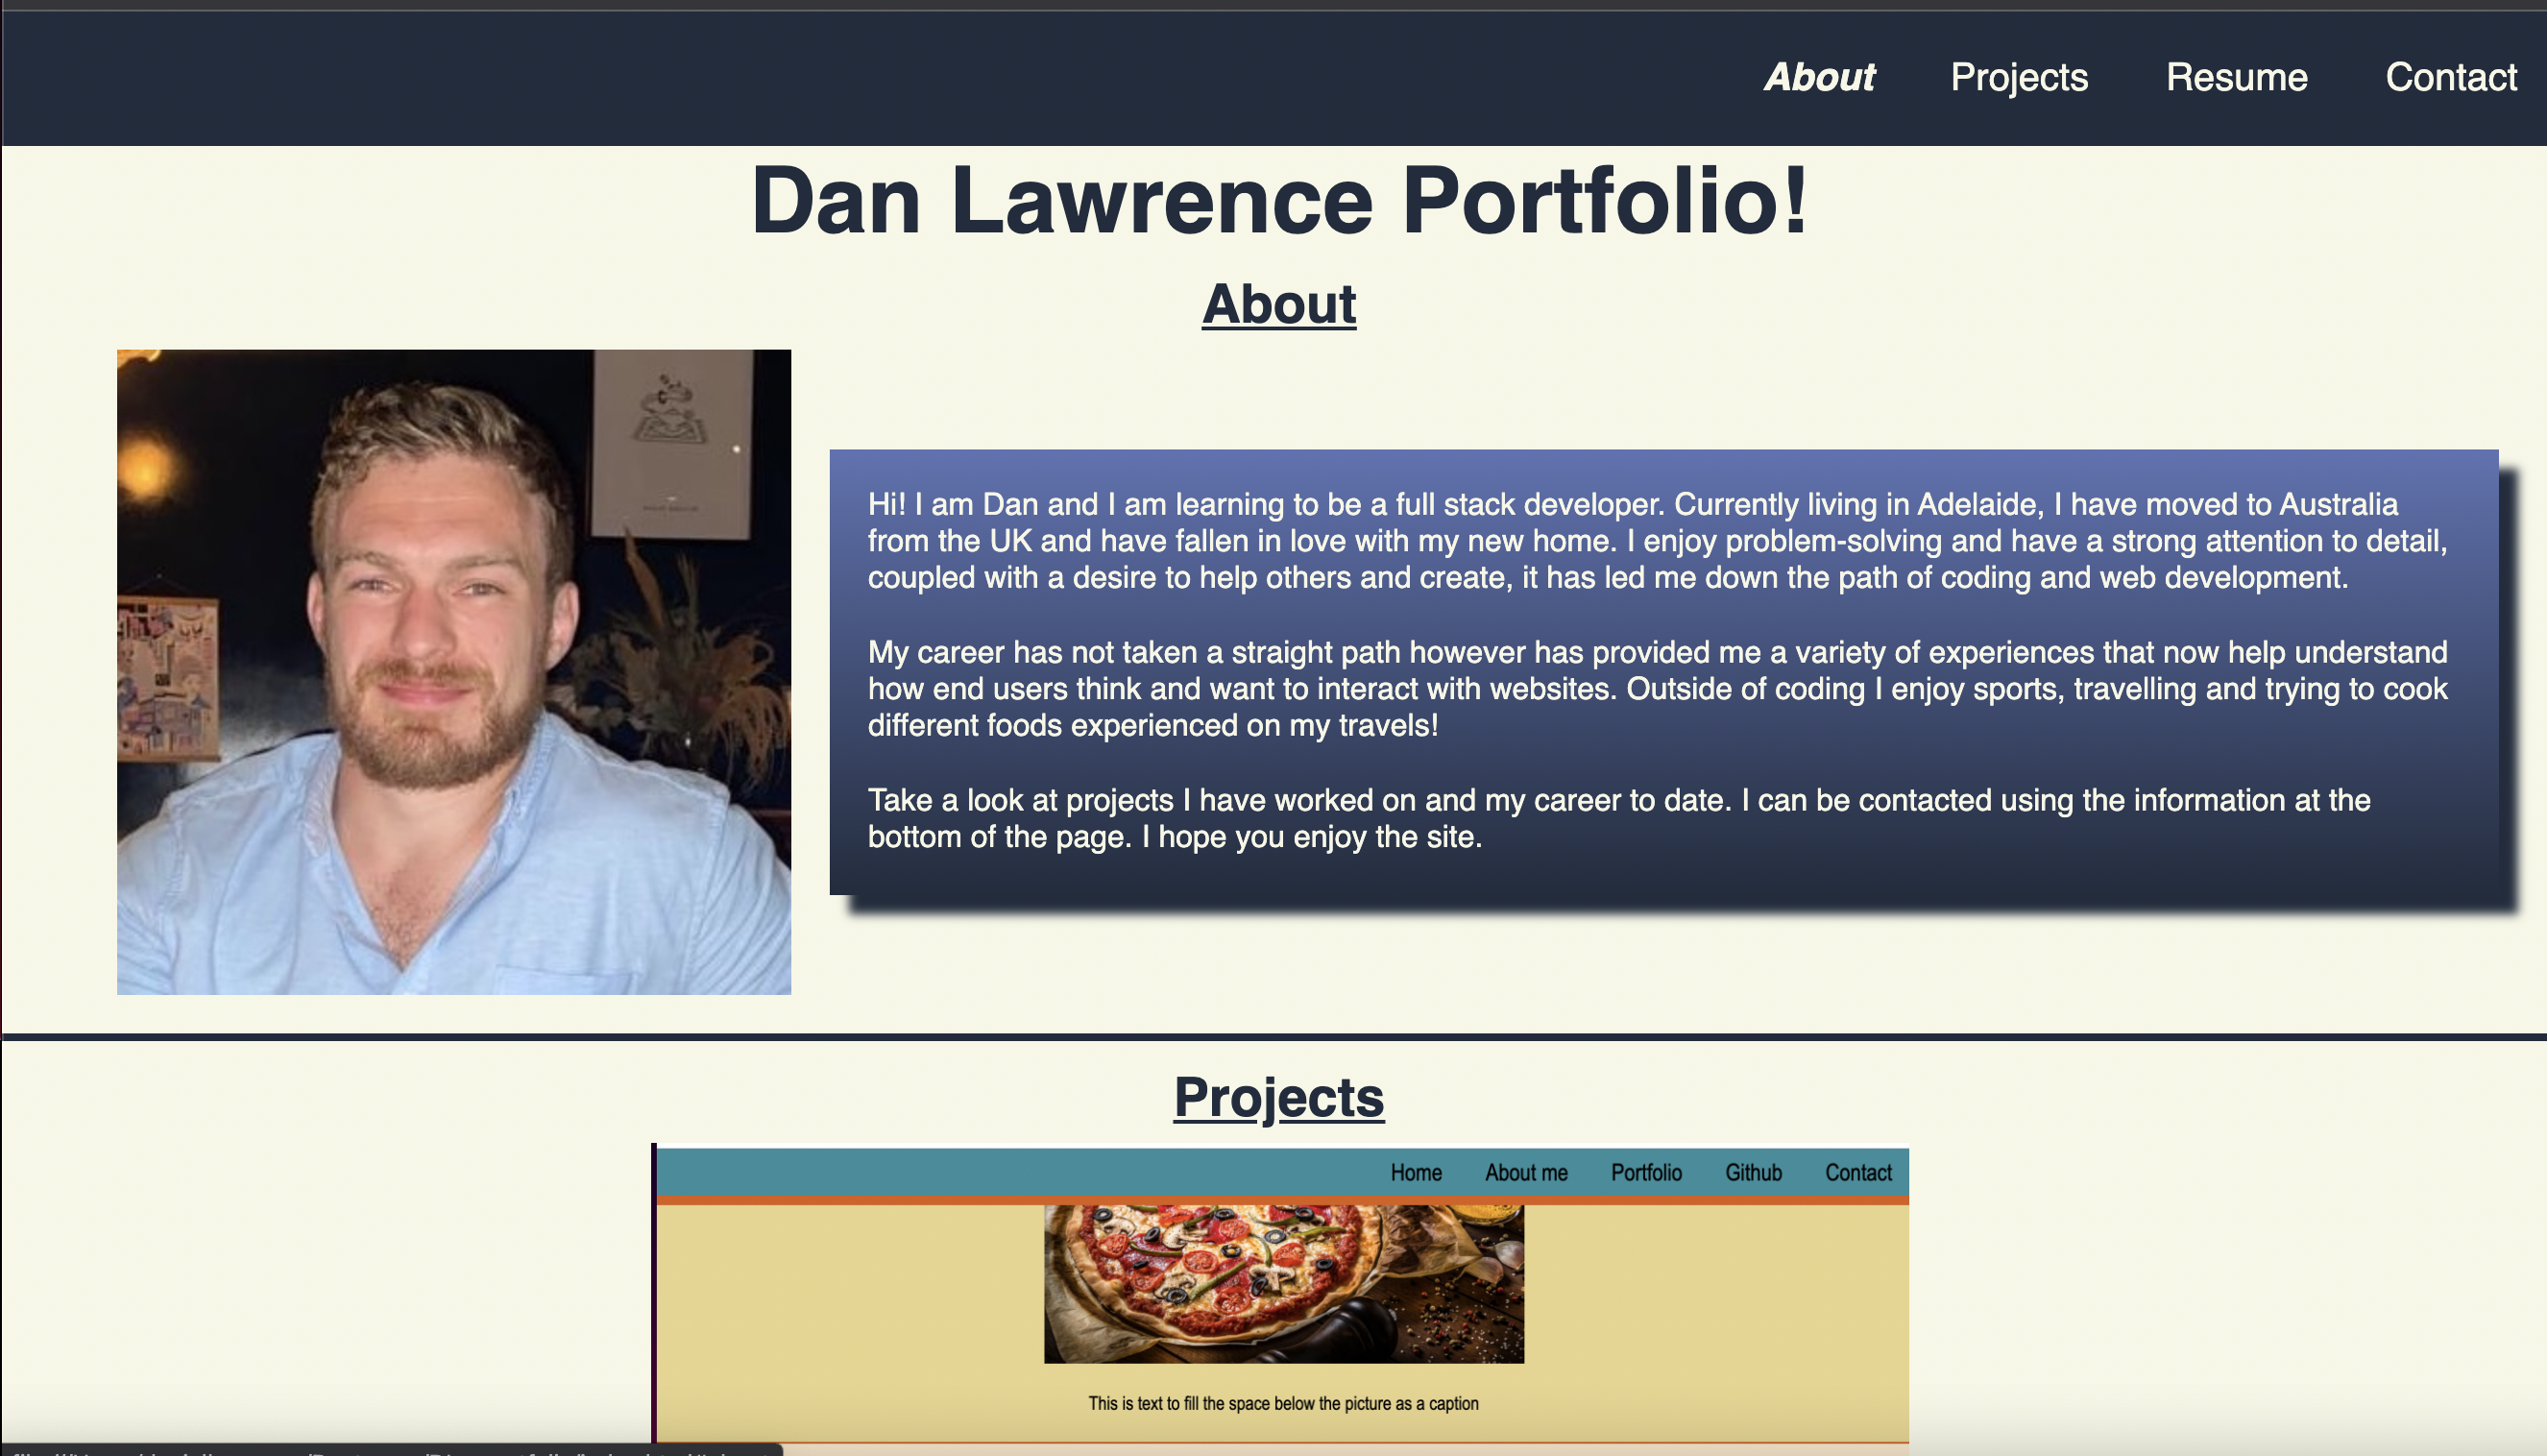 About Projects Resume Contact
Dan Lawrence Portfolio!
About
Hi! I am Dan and I am learning to be a full stack developer. Currently living in Adelaide, I have moved to Australia
from the UK and have fallen in love with my new home. I enjoy problem-solving and have a strong attention to detail,
coupled with a desire to help others and create, it has led me down the path of coding and web development.
My career has not taken a straight path however has provided me a variety of experiences that now help understand
how end users think and want to interact with websites. Outside of coding I enjoy sports, travelling and trying to cook
different foods experienced on my travels!
Take a look at projects I have worked on and my career to date. I can be contacted using the information at the
bottom of the page. I hope you enjoy the site.
Projects
Home About me Portfolio Github Contact
This is text to fill the space below the picture as a caption